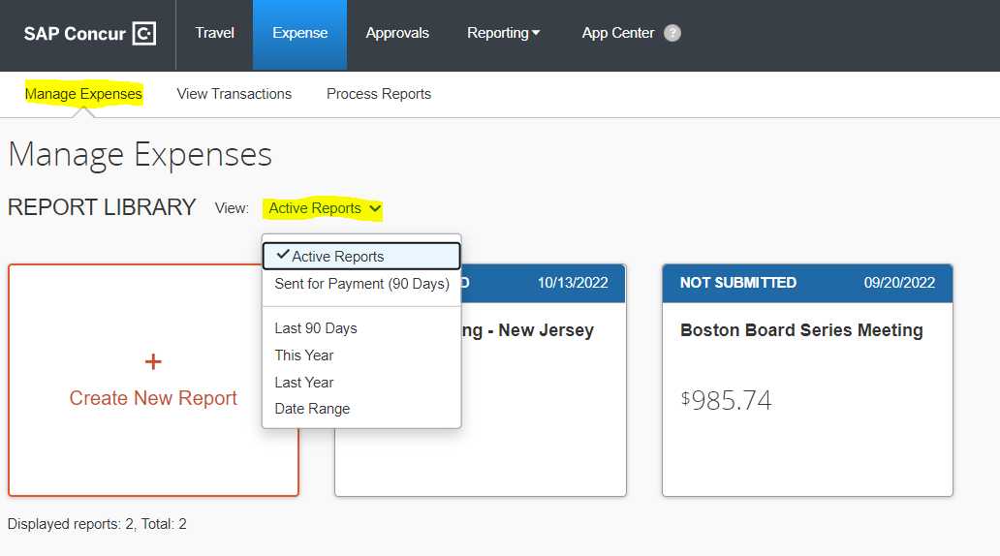 SAP Concur C Travel Expense Approvals Reporting App Center ?
Manage Expenses View Transactions Process Reports
Manage Expenses
REPORT LIBRARY View: Active Reports
Active Reports
Sent for Payment (90 Days)
Last 90 Days
This Year
Last Year
Date Range
+
Create New Report
D 10/13/2022
ng - New Jersey
NOT SUBMITTED 09/20/2022
Boston Board Series Meeting
$985.74
Displayed reports: 2, Total: 2